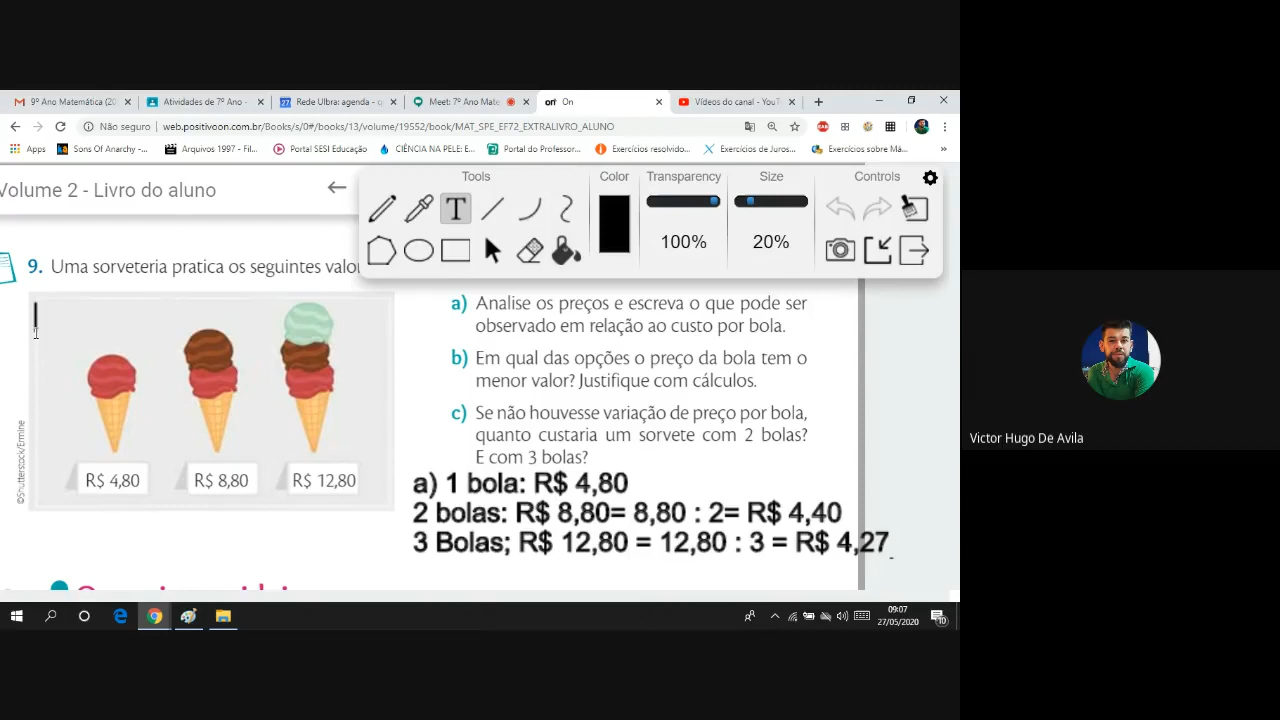 9º Ano Matemática (20
Atividades de 7º Ano -
27
Rede Ulbra: agenda - q
Meet: 7º Ano Mate
On
Vídeos do canal - YouT
Não seguro
web.positivoon.com.br/Books/s/0#/books/13/volume/19552/book/MAT_SPE_EF72_EXTRALIVRO_ALUNO
Apps
Sons Of Anarchy -...
Arquivos 1997 - Fil...
Portal SESI Educação
CIÊNCIA NA PELE: E...
Portal do Professor...
Exercícios resolvido...
Exercícios de Juros...
Exercícios sobre Ma...
Volume 2 - Livro do aluno
Tools
Color
Transparency
Size
Controls
T
100%
20%
9. Uma sorveteria pratica os seguintes valor
©Shutterstock/Ermine
R$ 4,80
R$ 8,80
R$ 12,80
a) Analise os preços e escreva o que pode ser
observado em relação ao custo por bola.
b) Em qual das opções o preço da bola tem o
menor valor? Justifique com cálculos.
c) Se não houvesse variação de preço por bola,
quanto custaria um sorvete com 2 bolas?
E com 3 bolas?
a) 1 bola: R$ 4,80
2 bolas: R$ 8,80= 8,80 : 2= R$ 4,40
3 Bolas; R$ 12,80 = 12,80 : 3 = R$ 4,27
09:07
27/05/2020
10
Victor Hugo De Avila